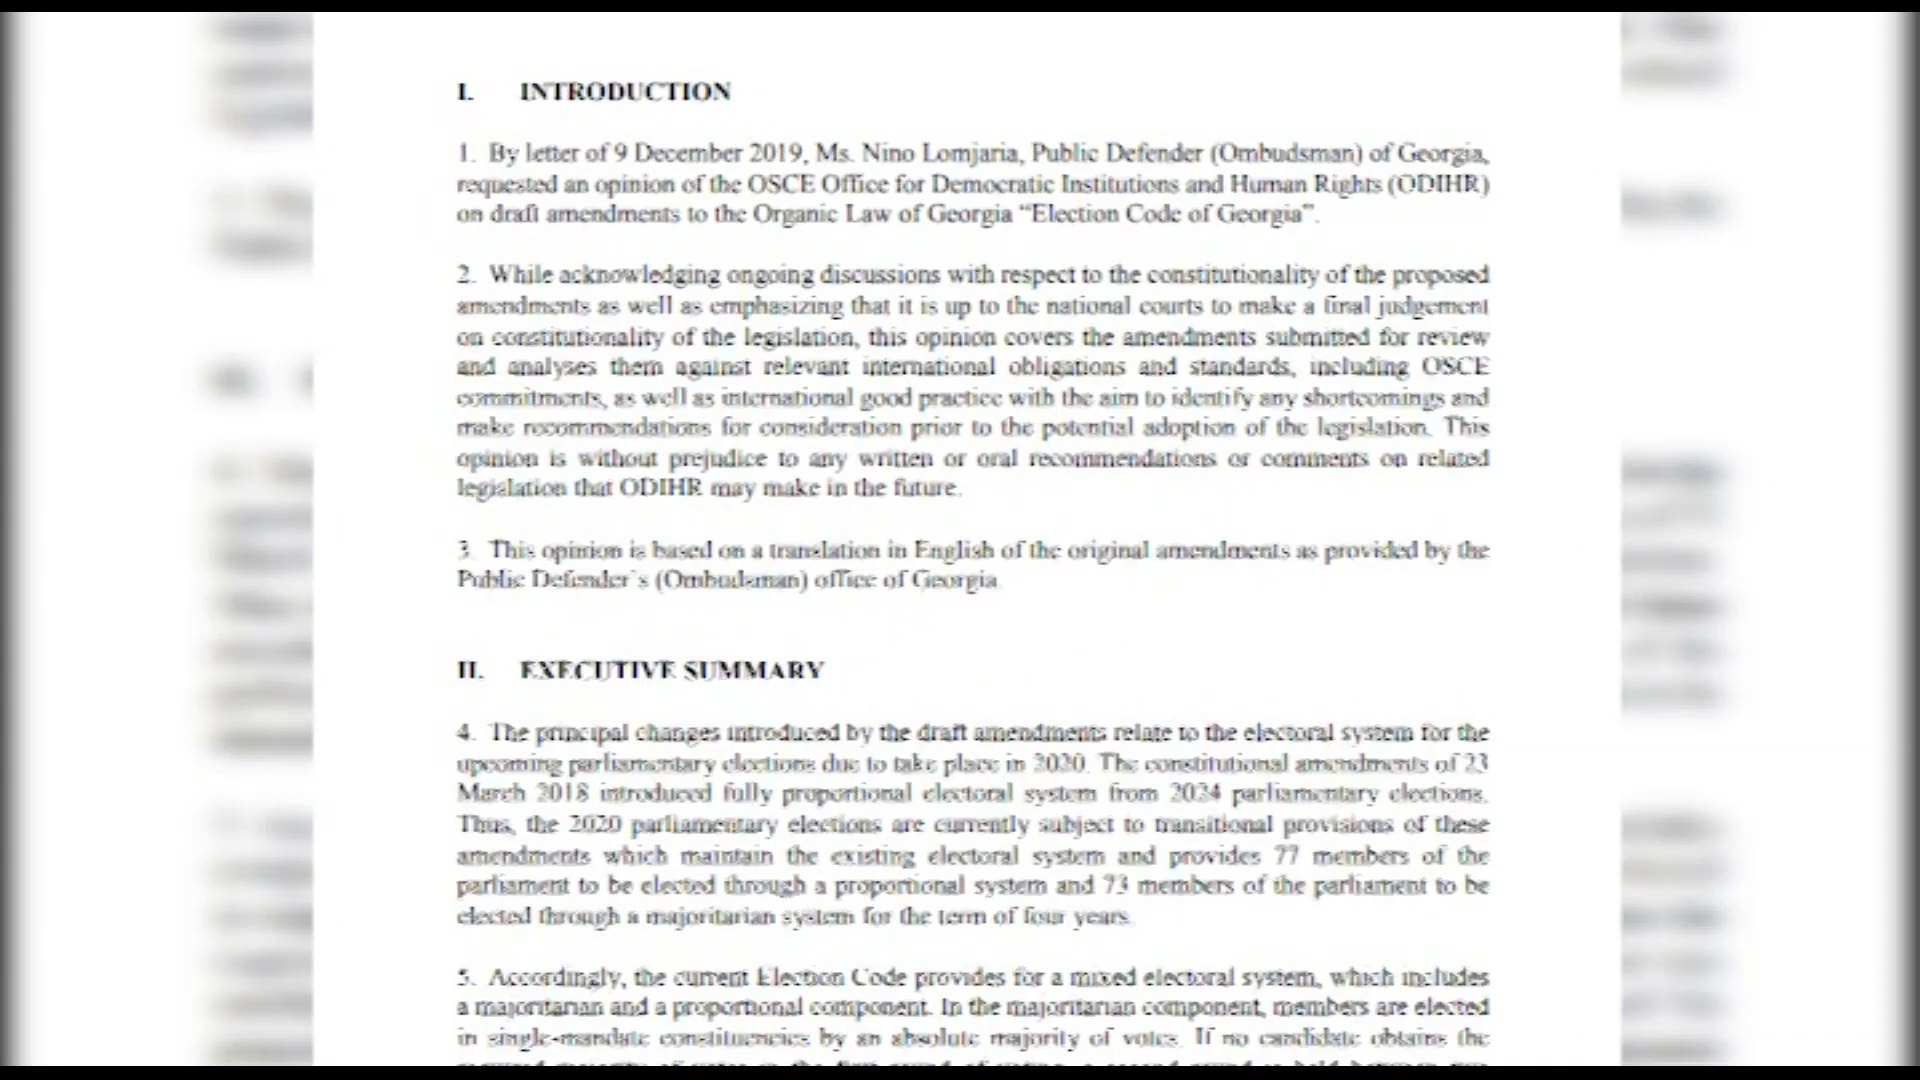 I. INTRODUCTION
1. By letter of 9 December 2019, Ms. Nino Lomjaria, Public Defender (Ombudsman) of Georgia,
requested an opinion of the OSCE Office for Democratic Institutions and Human Rights (ODIHR)
on draft amendments to the Organic Law of Georgia “Election Code of Georgia”.
2. While acknowledging ongoing discussions with respect to the constitutionality of the proposed
amendments as well as emphasizing that it is up to the national courts to make a final judgement
on constitutionality of the legislation, this opinion covers the amendments submitted for review
and analyses them against relevant international obligations and standards, including OSCE
commitments, as well as international good practice with the aim to identify any shortcomings and
make recommendations for consideration prior to the potential adoption of the legislation. This
opinion is without prejudice to any written or oral recommendations or comments on related
legislation that ODIHR may make in the future.
3. This opinion is based on a translation in English of the original amendments as provided by the
Public Defender's (Ombudsman) office of Georgia.
II. EXECUTIVE SUMMARY
4. The principal changes introduced by the draft amendments relate to the electoral system for the
upcoming parliamentary elections due to take place in 2020. The constitutional amendments of 23
March 2018 introduced fully proportional electoral system from 2024 parliamentary elections.
Thus, the 2020 parliamentary elections are currently subject to transitional provisions of these
amendments which maintain the existing electoral system and provides 77 members of the
parliament to be elected through a proportional system and 73 members of the parliament to be
elected through a majoritarian system for the term of four years.
5. Accordingly, the current Election Code provides for a mixed electoral system, which includes
a majoritarian and a proportional component. In the majoritarian component, members are elected
in single-mandate constituencies by an absolute majority of votes. If no candidate obtains the